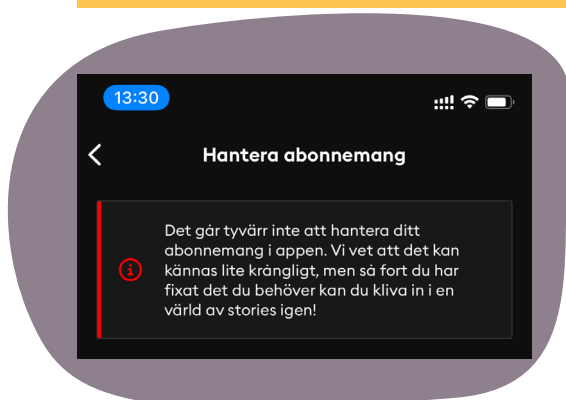 13:30
Hantera abonnemang
Det går tyvärr inte att hantera ditt
abonnemang i appen. Vi vet att det kan
kännas lite krångligt, men så fort du har
fixat det du behöver kan du kliva in i en
värld av stories igen!